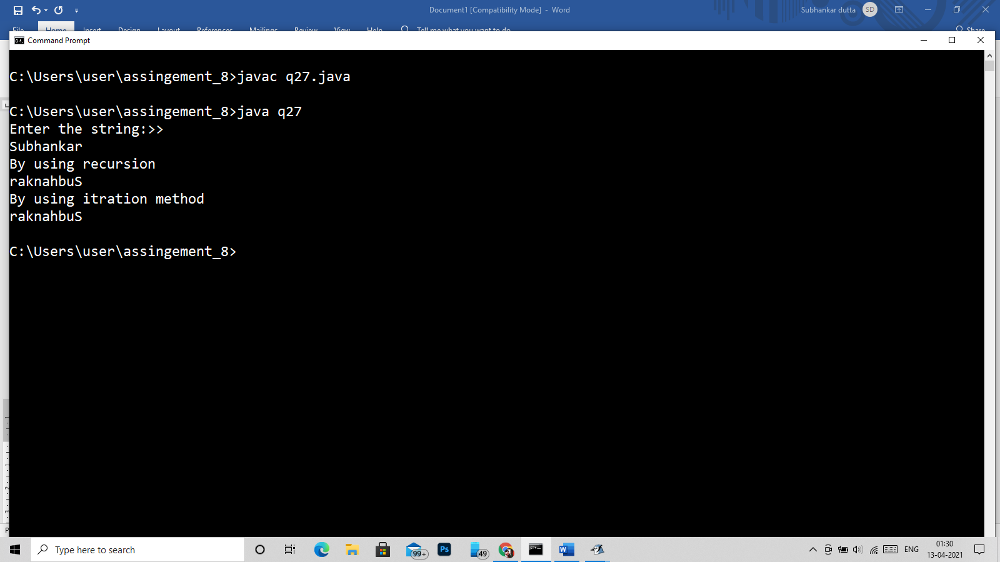 Document1 [Compatibility Mode] - Word
Subhankar dutta SD
File Home Insert Design Layout References Mailings Review View Help Tell me what you want to do Share
Command Prompt
C:\Users\user\assingement_8>javac q27.java
C:\Users\user\assingement_8>java q27
Enter the string:>>
Subhankar
By using recursion
raknahbuS
By using itration method
raknahbuS
C:\Users\user\assingement_8>
Type here to search
99+
Ps
49
ENG
01:30
13-04-2021